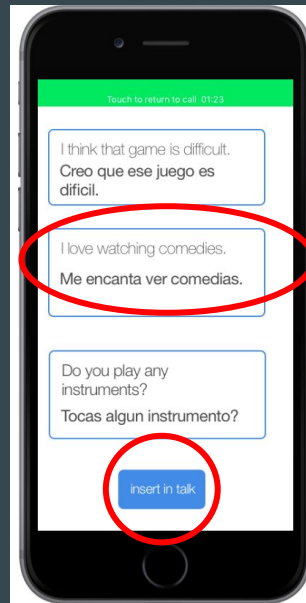 Touch to return to call 01:23
I think that game is difficult.
Creo que ese juego es
dificil.
I love watching comedies.
Me encanta ver comedias.
Do you play any
instruments?
Tocas algun instrumento?
insert in talk